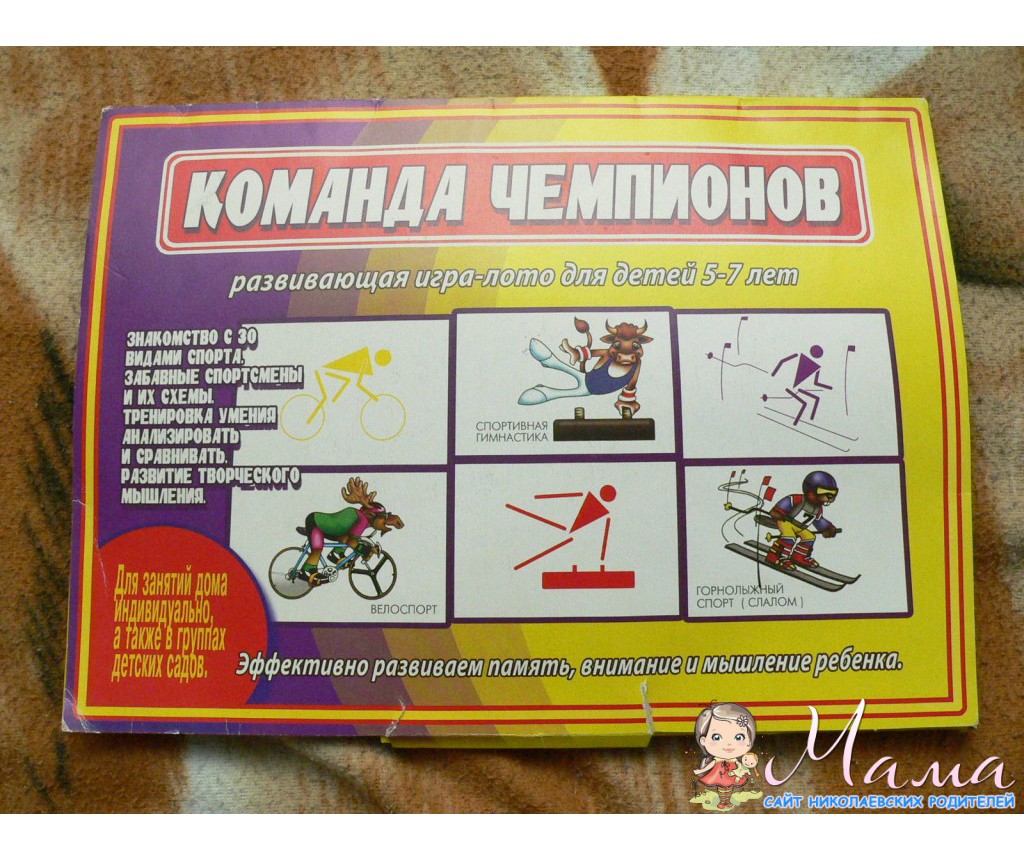 КОМАНДА ЧЕМПИОНОВ
развивающая игра-лото для детей 5-7 лет
ЗНАКОМСТВО С 30
ВИДАМИ СПОРТА.
ЗАБАВНЫЕ СПОРТСМЕНЫ
И ИХ СХЕМЫ.
ТРЕНИРОВКА УМЕНИЯ
АНАЛИЗИРОВАТЬ
И СРАВНИВАТЬ.
РАЗВИТИЕ ТВОРЧЕСКОГО
МЫШЛЕНИЯ.
СПОРТИВНАЯ
ГИМНАСТИКА
ВЕЛОСПОРТ
ГОРНОЛЫЖНЫЙ
СПОРТ ( СЛАЛОМ )
Для занятий дома
индивидуально,
а также в группах
детских садов.
Эффективно развиваем память, внимание и мышление ребенка.
Мама
САЙТ НИКОЛАЕВСКИХ РОДИТЕЛЕЙ